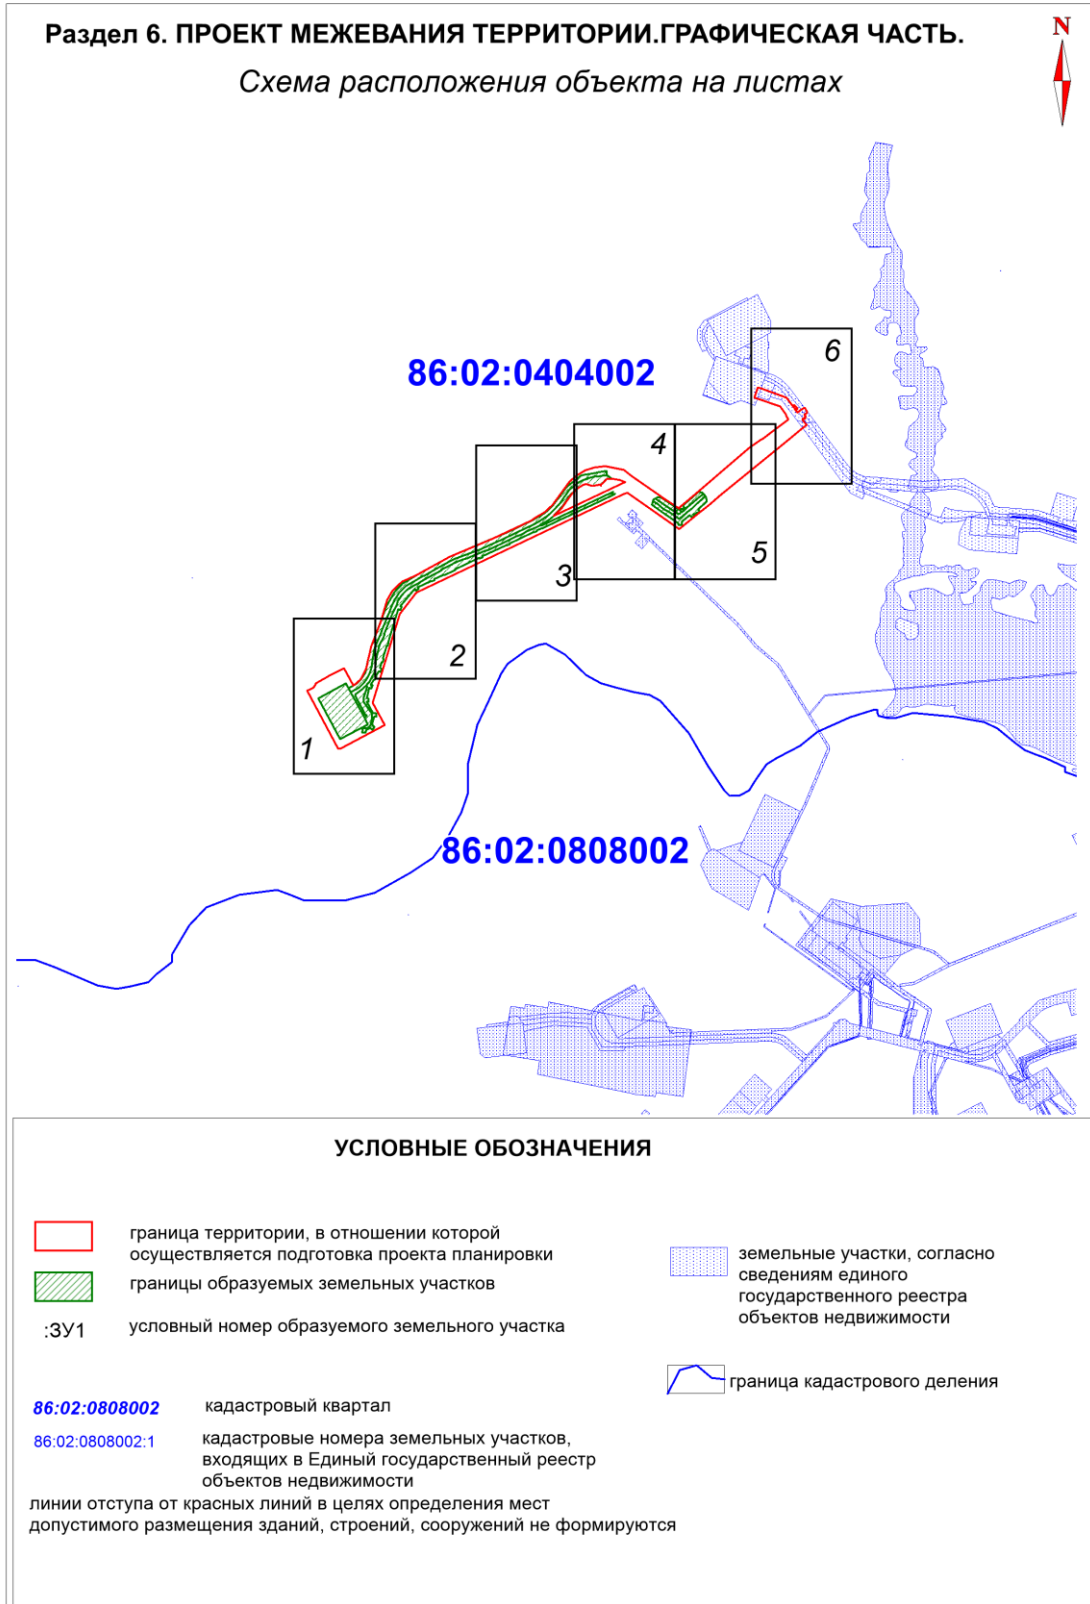 Раздел 6. ПРОЕКТ МЕЖЕВАНИЯ ТЕРРИТОРИИ.ГРАФИЧЕСКАЯ ЧАСТЬ.
N
Схема расположения объекта на листах
6
86:02:0404002
4
5
3
2
1
86:02:0808002
УСЛОВНЫЕ ОБОЗНАЧЕНИЯ
граница территории, в отношении которой
осуществляется подготовка проекта планировки
границы образуемых земельных участков
:ЗУ1
условный номер образуемого земельного участка
земельные участки, согласно
сведениям единого
государственного реестра
объектов недвижимости
граница кадастрового деления
86:02:0808002
кадастровый квартал
86:02:0808002:1
кадастровые номера земельных участков,
входящих в Единый государственный реестр
объектов недвижимости
линии отступа от красных линий в целях определения мест
допустимого размещения зданий, строений, сооружений не формируются